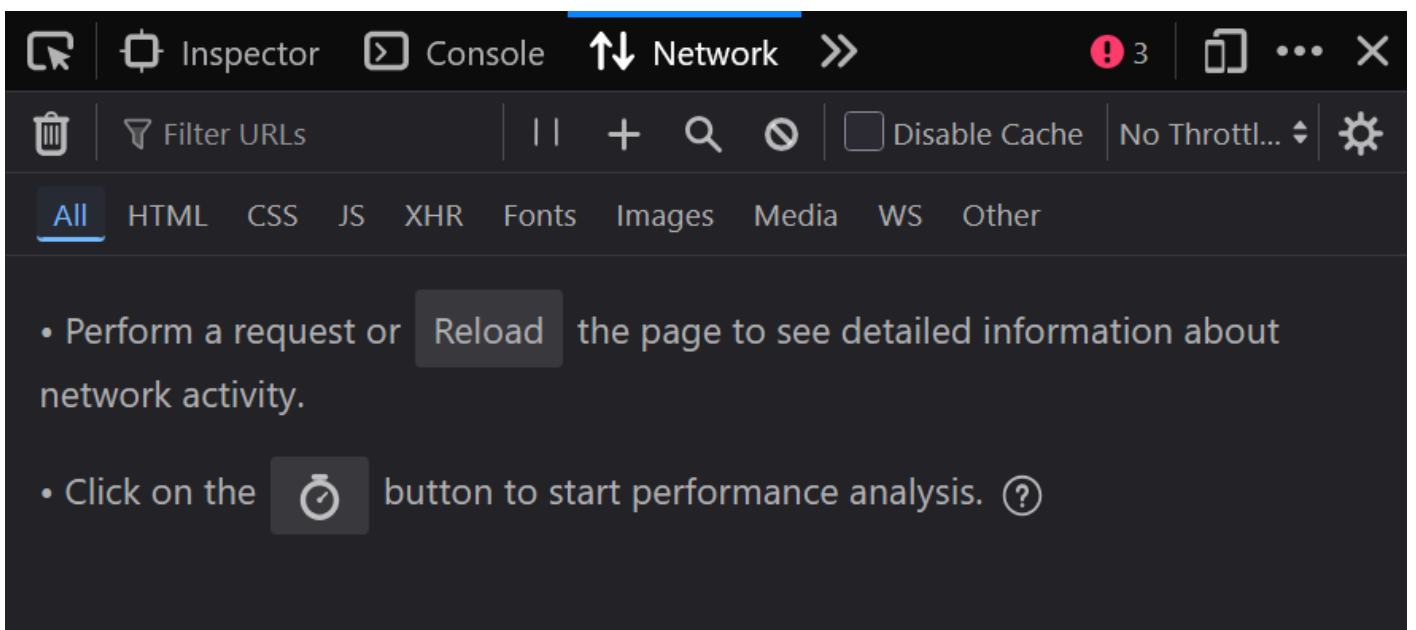 Inspector Console Network 3
Filter URLs Disable Cache No Throttl...
All HTML CSS JS XHR Fonts Images Media WS Other
• Perform a request or Reload the page to see detailed information about
network activity.
• Click on the button to start performance analysis. ?